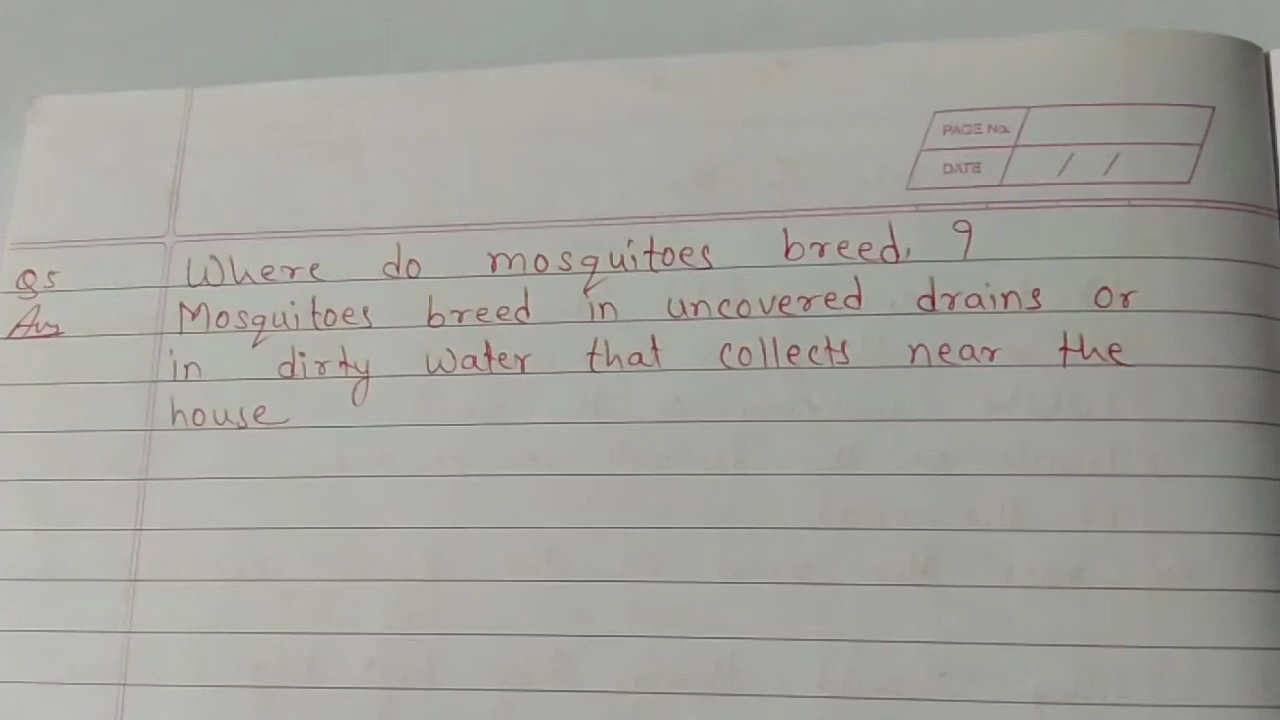 PAGE No.
DATE / /
Q5 Where do mosquitoes breed. ?
Ans Mosquitoes breed in uncovered drains or
in dirty water that collects near the
house